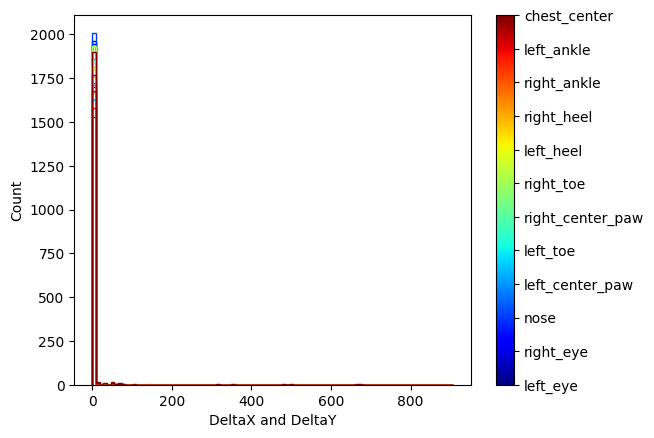 2000
1750
1500
1250
1000
750
500
250
0
Count
0 200 400 600 800
DeltaX and DeltaY
chest_center
left_ankle
right_ankle
right_heel
left_heel
right_toe
right_center_paw
left_toe
left_center_paw
nose
right_eye
left_eye